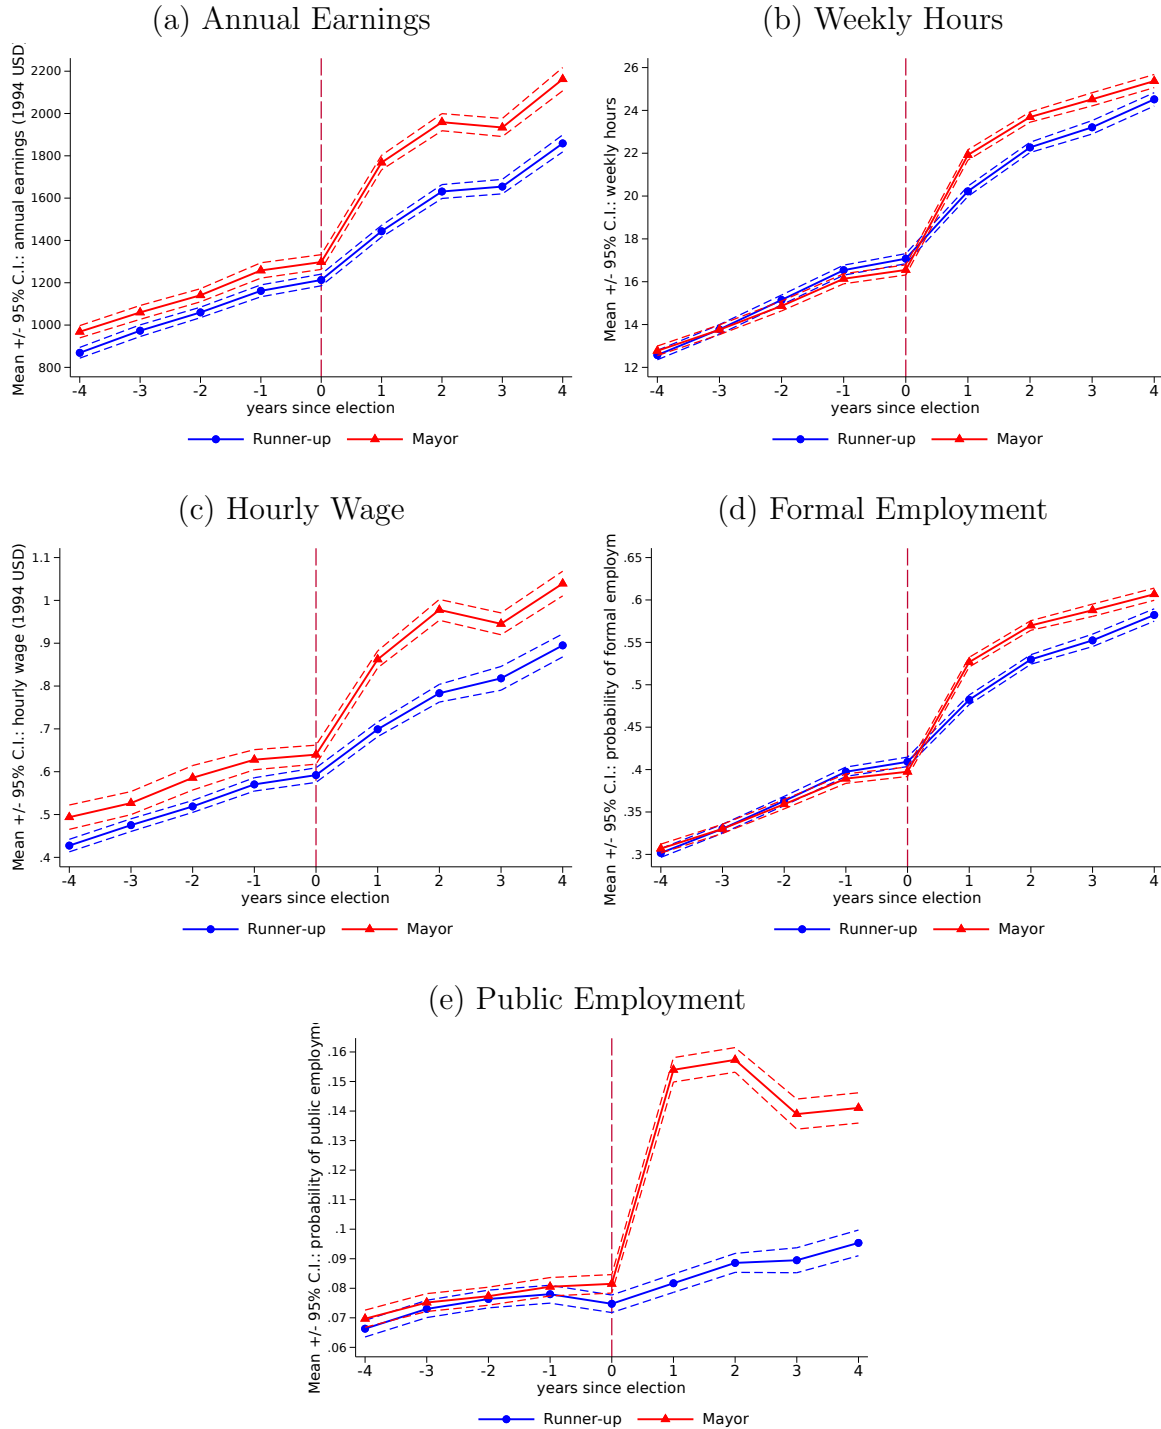 (a) Annual Earnings
Mean +/- 95% C.I.: annual earnings (1994 USD)
2200
2000
1800
1600
1400
1200
1000
800
-4 -3 -2 -1 0 1 2 3 4
years since election
Runner-up Mayor
(b) Weekly Hours
Mean +/- 95% C.I.: weekly hours
26
24
22
20
18
16
14
12
-4 -3 -2 -1 0 1 2 3 4
years since election
Runner-up Mayor
(c) Hourly Wage
Mean +/- 95% C.I.: hourly wage (1994 USD)
1.1
1
.9
.8
.7
.6
.5
.4
-4 -3 -2 -1 0 1 2 3 4
years since election
Runner-up Mayor
(d) Formal Employment
Mean +/- 95% C.I.: probability of formal employm
.65
.6
.55
.5
.45
.4
.35
.3
-4 -3 -2 -1 0 1 2 3 4
years since election
Runner-up Mayor
(e) Public Employment
Mean +/- 95% C.I.: probability of public employm
.16
.15
.14
.13
.12
.11
.1
.09
.08
.07
.06
-4 -3 -2 -1 0 1 2 3 4
years since election
Runner-up Mayor